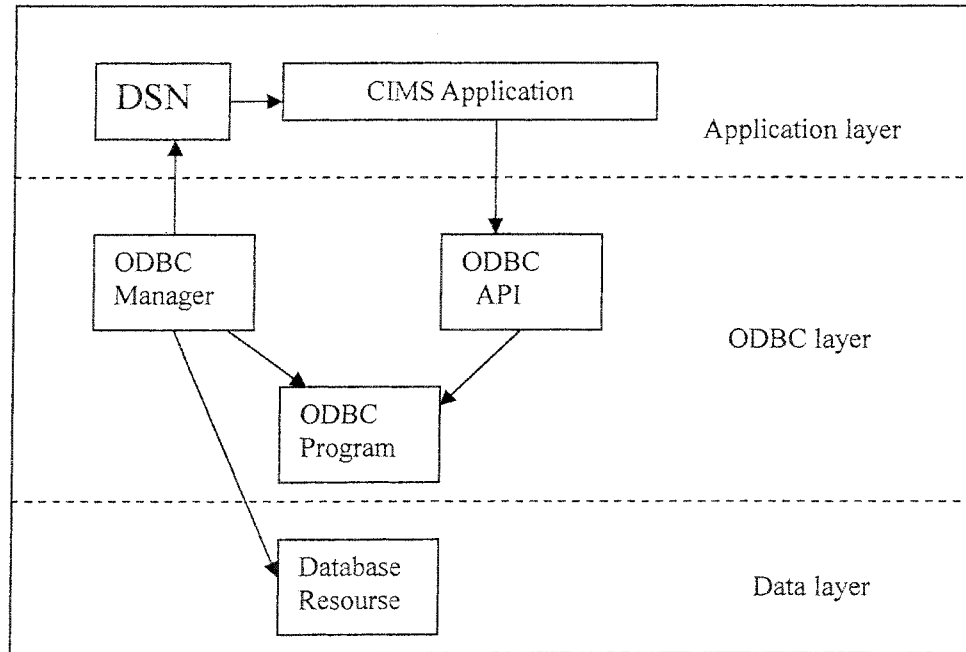 DSN
CIMS Application
Application layer
ODBC
Manager
ODBC
API
ODBC layer
ODBC
Program
Database
Resourse
Data layer